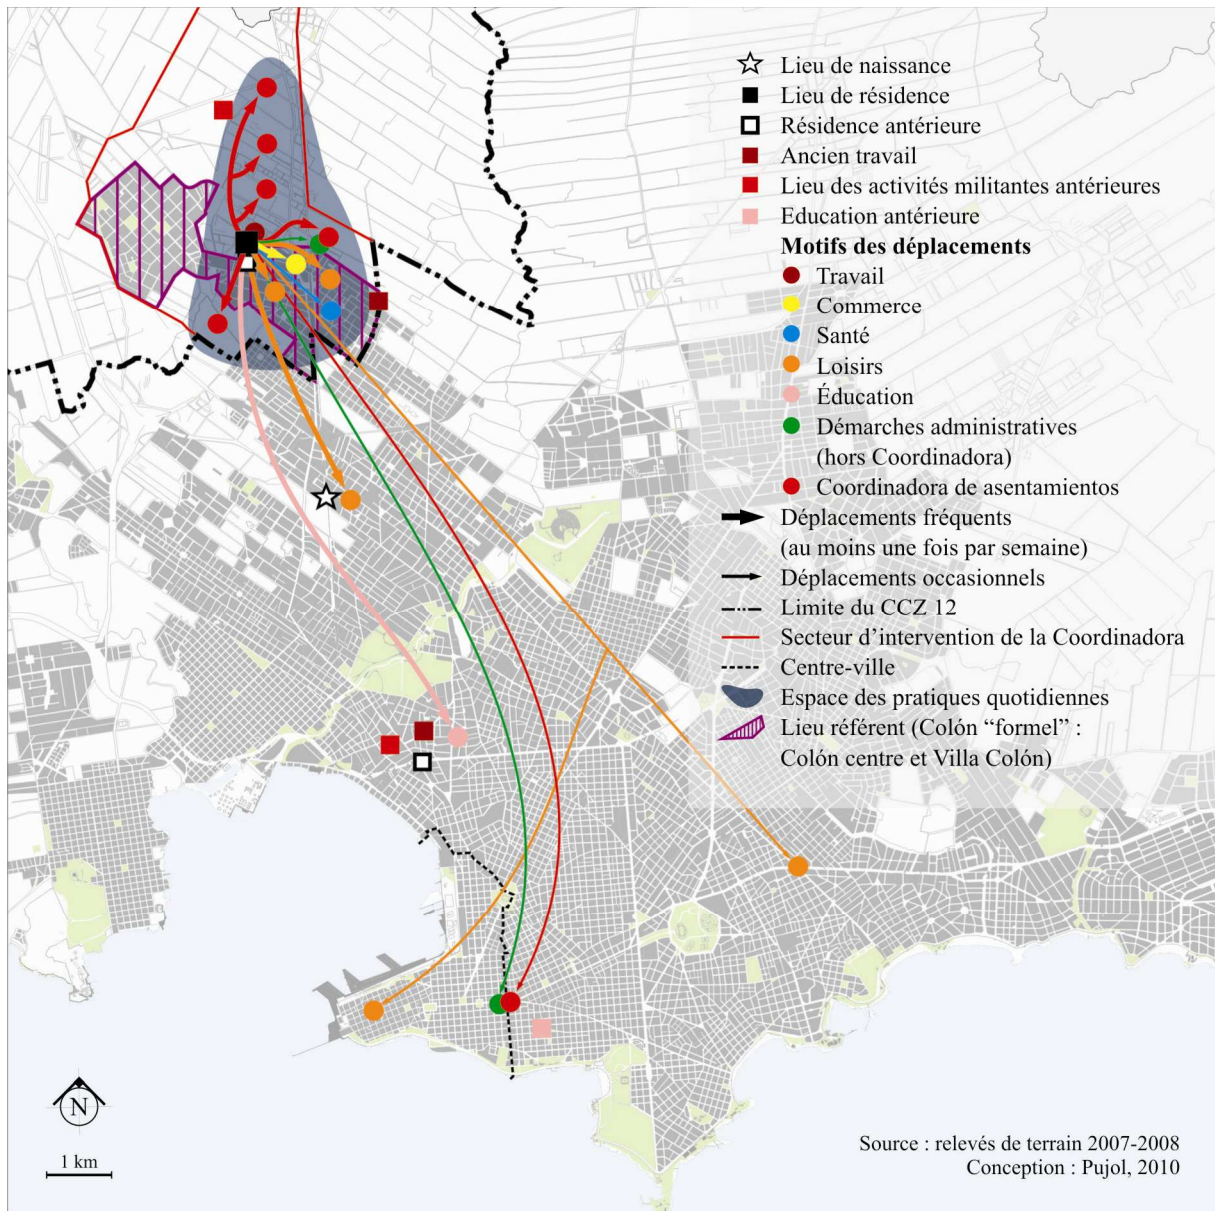 Lieu de naissance
Lieu de résidence
Résidence antérieure
Ancien travail
Lieu des activités militantes antérieures
Education antérieure
Motifs des déplacements
Travail
Commerce
Santé
Loisirs
Éducation
Démarches administratives
(hors Coordinadora)
Coordinadora de asentamientos
Déplacements fréquents
(au moins une fois par semaine)
Déplacements occasionnels
Limite du CCZ 12
Secteur d'intervention de la Coordinadora
Centre-ville
Espace des pratiques quotidiennes
Lieu référent (Colón “formel” :
Colón centre et Villa Colón)
N
1 km
Source : relevés de terrain 2007-2008
Conception : Pujol, 2010